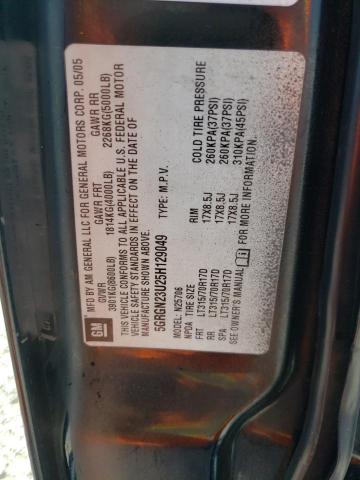 MFD BY AM GENERAL LLC FOR GENERAL MOTORS CORP. 05/05
GVWR GAWR FRT GAWR RR
3901KG(8600LB) 1814KG(4000LB) 2268KG(5000LB)
THIS VEHICLE CONFORMS TO ALL APPLICABLE U.S. FEDERAL MOTOR
VEHICLE SAFETY STANDARDS IN EFFECT ON THE DATE OF
MANUFACTURE SHOWN ABOVE.
5GRGN23U25H129049 TYPE: M.P.V.
GM
MODEL: N25706
NPDA TIRE SIZE RIM COLD TIRE PRESSURE
FRT LT315/70R17D 17X8.5J 260KPA(37PSI)
RR LT315/70R17D 17X8.5J 260KPA(37PSI)
SPA LT315/70R17D 17X8.5J 310KPA(45PSI)
SEE OWNER'S MANUAL FOR MORE INFORMATION.